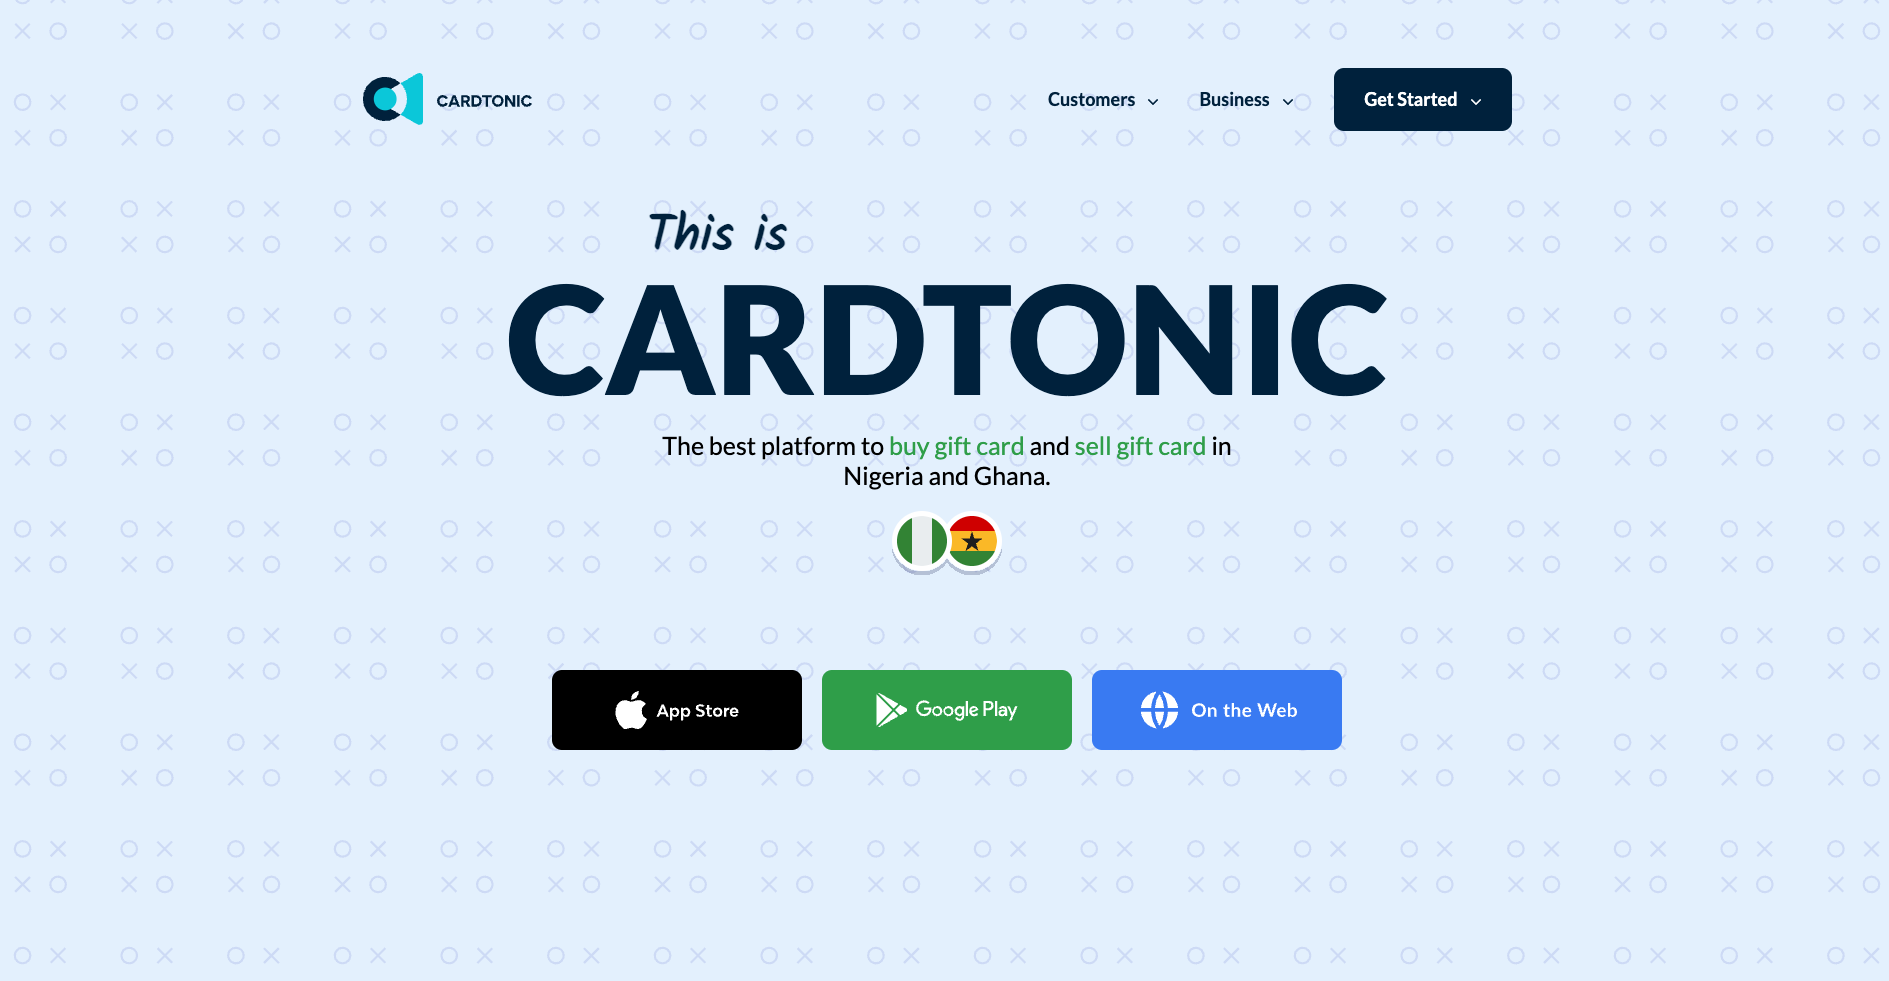 CARDTONIC
Customers
Business
Get Started
This is
CARDTONIC
The best platform to buy gift card and sell gift card in
Nigeria and Ghana.
App Store
Google Play
On the Web